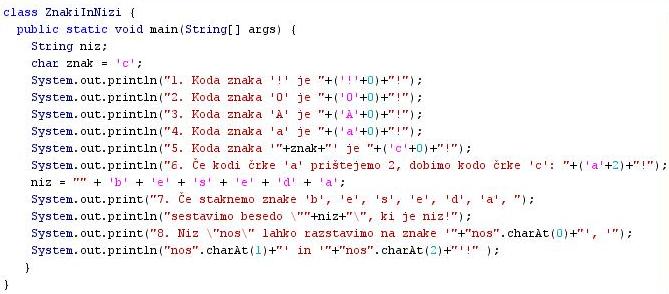 class ZnakiInNizi {
public static void main(String[] args) {
String niz;
char znak = 'c';
System.out.println("1. Koda znaka '!' je "+('!'+0)+"!");
System.out.println("2. Koda znaka '0' je "+('0'+0)+"!");
System.out.println("3. Koda znaka 'A' je "+('A'+0)+"!");
System.out.println("4. Koda znaka 'a' je "+('a'+0)+"!");
System.out.println("5. Koda znaka '"+znak+"' je "+('c'+0)+"!");
System.out.println("6. Če kodi črke 'a' prištejemo 2, dobimo kodo črke 'c': "+('a'+2)+"!");
niz = "" + 'b' + 'e' + 's' + 'e' + 'd' + 'a';
System.out.print("7. Če staknemo znake 'b', 'e', 's', 'e', 'd', 'a', ");
System.out.println("sestavimo besedo \""+niz+"\", ki je niz!");
System.out.print("8. Niz \"nos\" lahko razstavimo na znake '"+"nos".charAt(0)+"', '");
System.out.println("nos".charAt(1)+"' in '"+"nos".charAt(2)+"'!" );
}
}